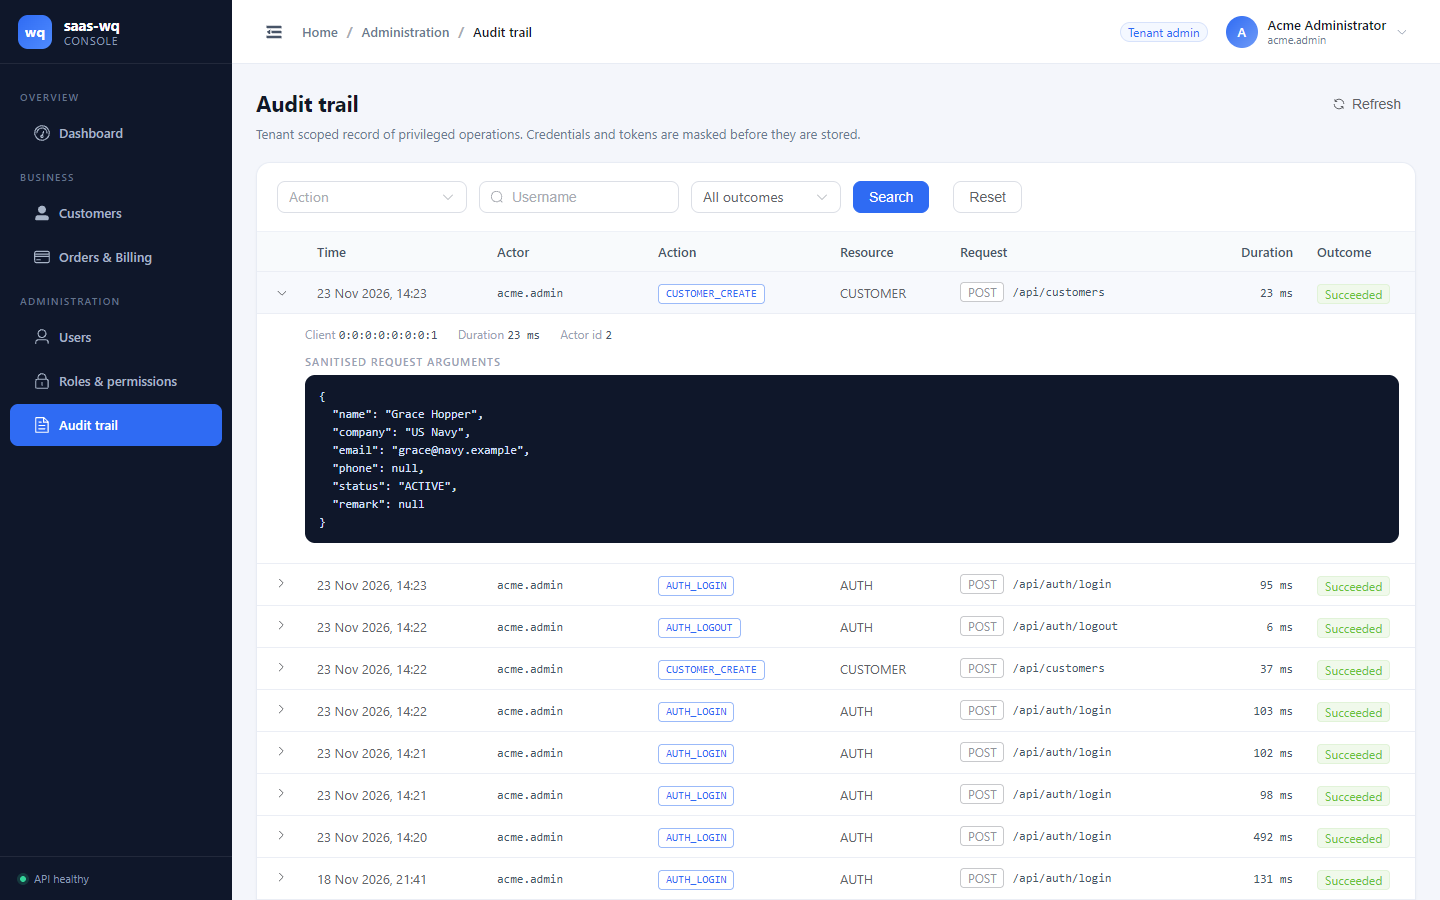 wq
saas-wq
CONSOLE
OVERVIEW
Dashboard
BUSINESS
Customers
Orders & Billing
ADMINISTRATION
Users
Roles & permissions
Audit trail
API healthy
Home / Administration / Audit trail
Tenant admin
A
Acme Administrator
acme.admin
Audit trail
Refresh
Tenant scoped record of privileged operations. Credentials and tokens are masked before they are stored.
Action Username All outcomes Search Reset
Time Actor Action Resource Request Duration Outcome
23 Nov 2026, 14:23 acme.admin CUSTOMER_CREATE CUSTOMER POST /api/customers 23 ms Succeeded
Client 0:0:0:0:0:0:0:1 Duration 23 ms Actor id 2
SANITISED REQUEST ARGUMENTS
{
"name": "Grace Hopper",
"company": "US Navy",
"email": "grace@navy.example",
"phone": null,
"status": "ACTIVE",
"remark": null
}
23 Nov 2026, 14:23 acme.admin AUTH_LOGIN AUTH POST /api/auth/login 95 ms Succeeded
23 Nov 2026, 14:22 acme.admin AUTH_LOGOUT AUTH POST /api/auth/logout 6 ms Succeeded
23 Nov 2026, 14:22 acme.admin CUSTOMER_CREATE CUSTOMER POST /api/customers 37 ms Succeeded
23 Nov 2026, 14:22 acme.admin AUTH_LOGIN AUTH POST /api/auth/login 103 ms Succeeded
23 Nov 2026, 14:21 acme.admin AUTH_LOGIN AUTH POST /api/auth/login 102 ms Succeeded
23 Nov 2026, 14:21 acme.admin AUTH_LOGIN AUTH POST /api/auth/login 98 ms Succeeded
23 Nov 2026, 14:20 acme.admin AUTH_LOGIN AUTH POST /api/auth/login 492 ms Succeeded
18 Nov 2026, 21:41 acme.admin AUTH_LOGIN AUTH POST /api/auth/login 131 ms Succeeded